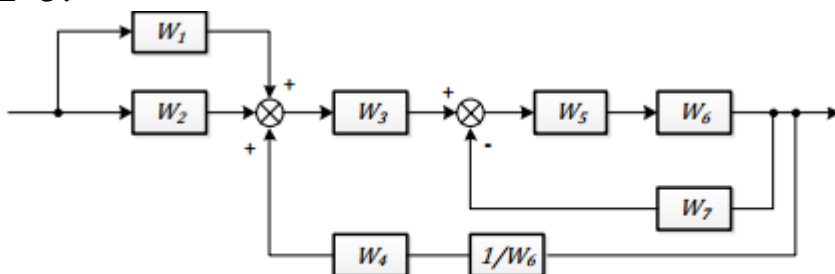 W₁
+
W₂
W₃
+
W₅
W₆
+
-
W₇
W₄
1/W₆